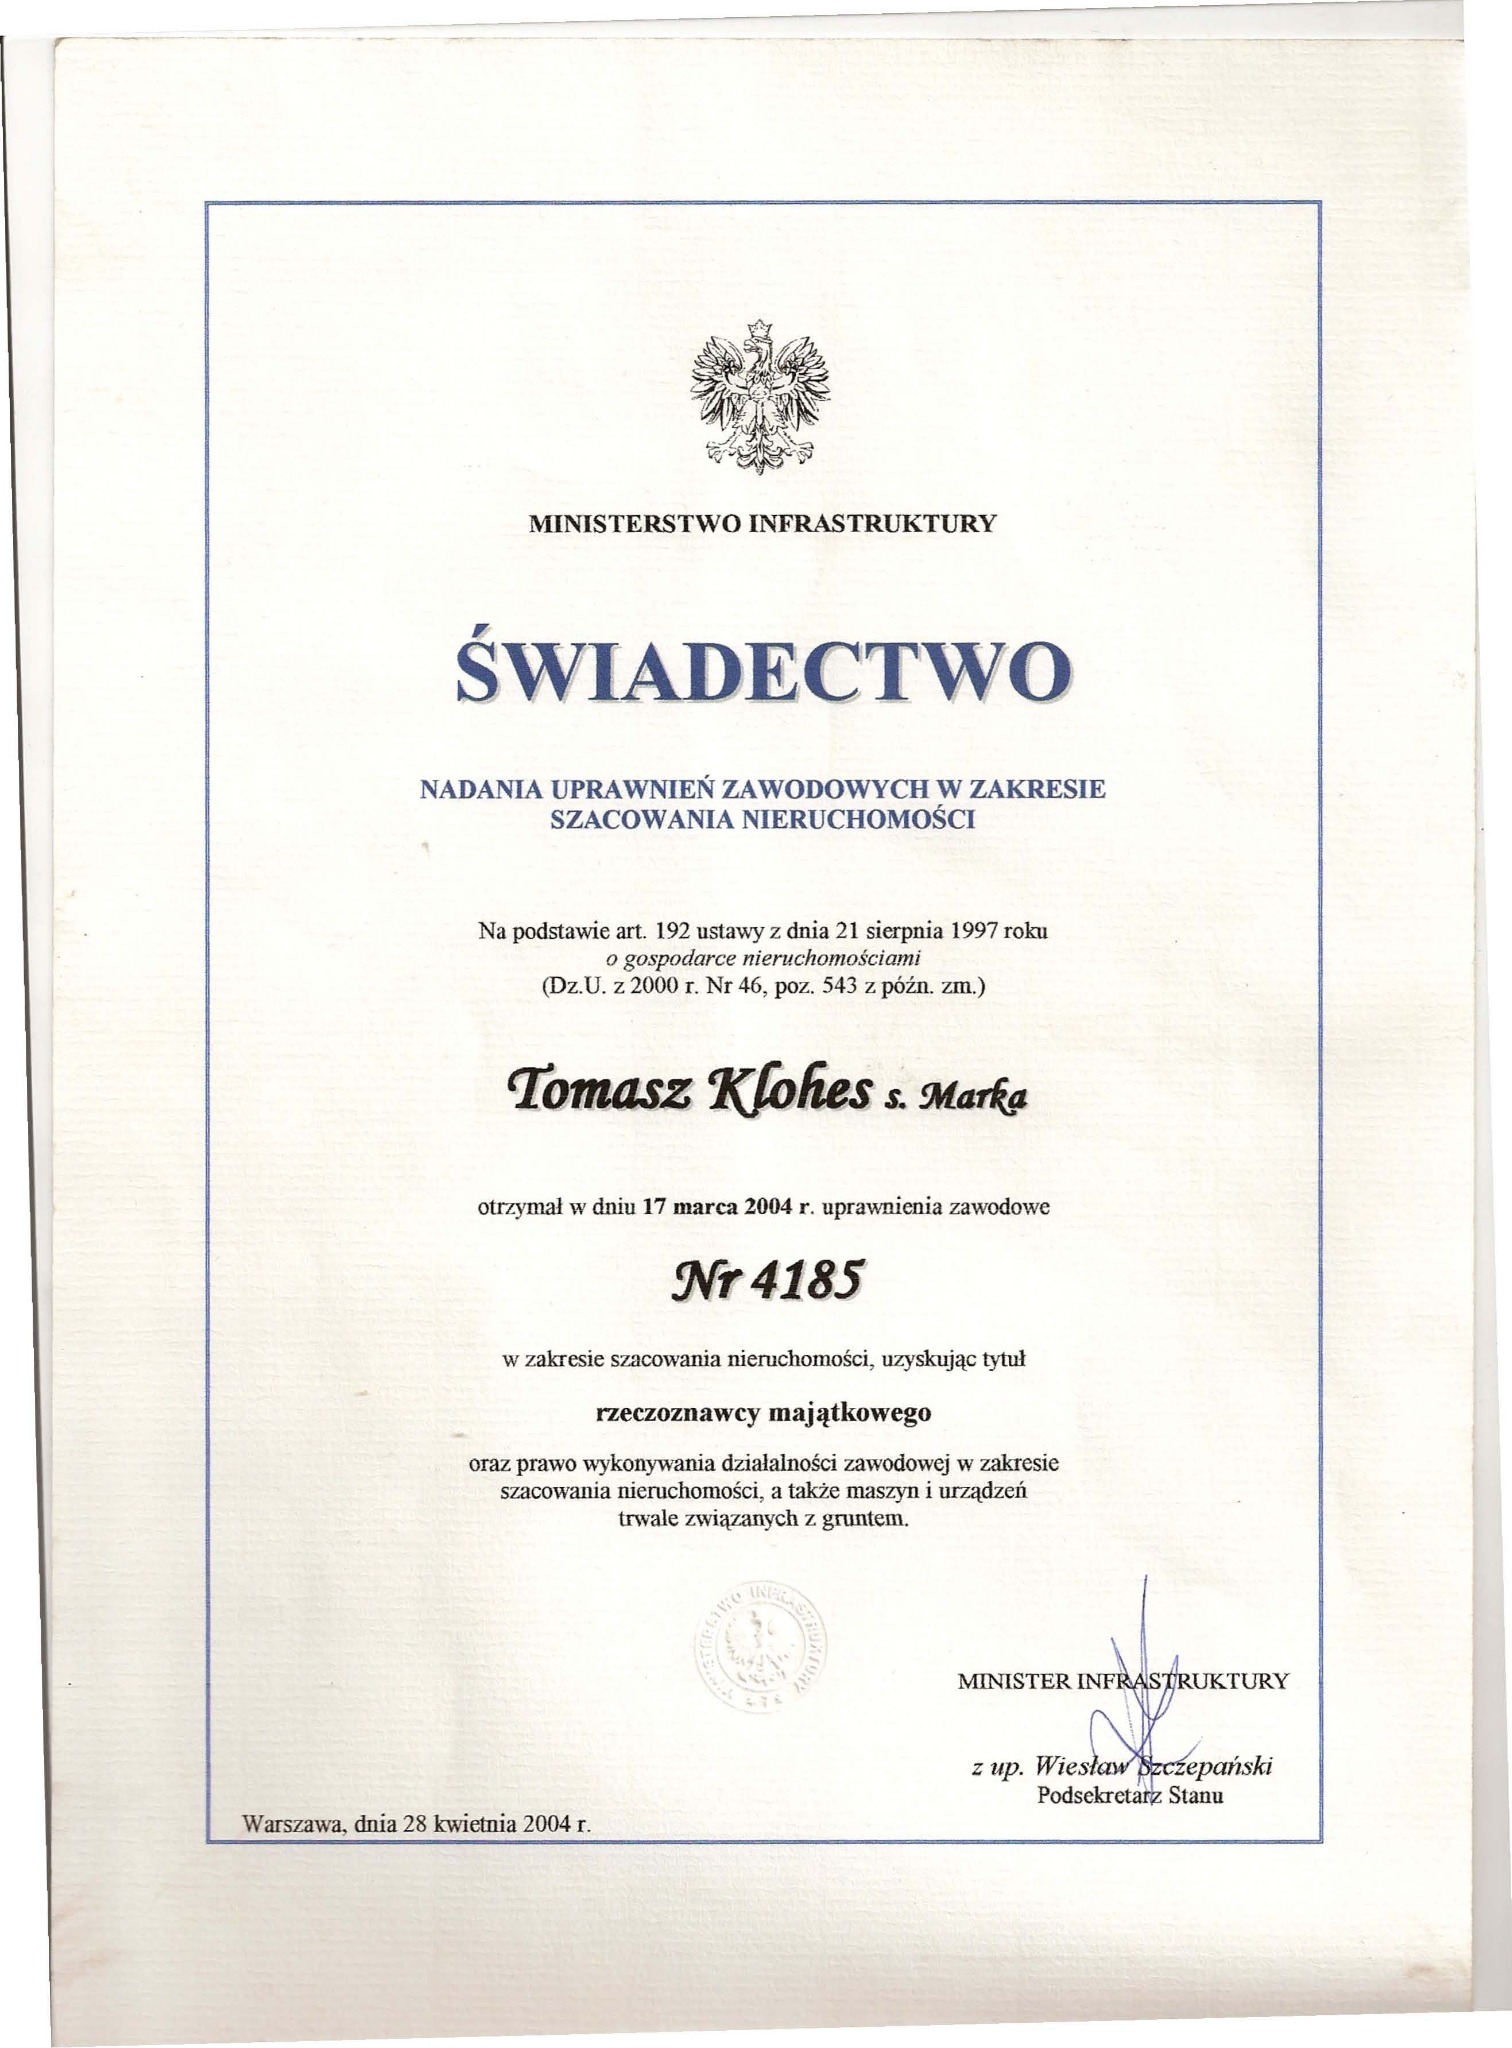 MINISTERSTWO INFRASTRUKTURY
ŚWIADECTWO
NADANIA UPRAWNIEŃ ZAWODOWYCH W ZAKRESIE
SZACOWANIA NIERUCHOMOŚCI
Na podstawie art. 192 ustawy z dnia 21 sierpnia 1997 roku
o gospodarce nieruchomościami
(Dz.U. z 2000 r. Nr 46, poz. 543 z późn. zm.)
Tomasz Klohes s. Marka
otrzymał w dniu 17 marca 2004 r. uprawnienia zawodowe
Nr 4185
w zakresie szacowania nieruchomości, uzyskując tytuł
rzeczoznawcy majątkowego
oraz prawo wykonywania działalności zawodowej w zakresie
szacowania nieruchomości, a także maszyn i urządzeń
trwale związanych z gruntem.
MINISTERSTWO INFRASTRUKTURY
MINISTER INFRASTRUKTURY
z up. Wiesław Szczepański
Podsekretarz Stanu
Warszawa, dnia 28 kwietnia 2004 r.